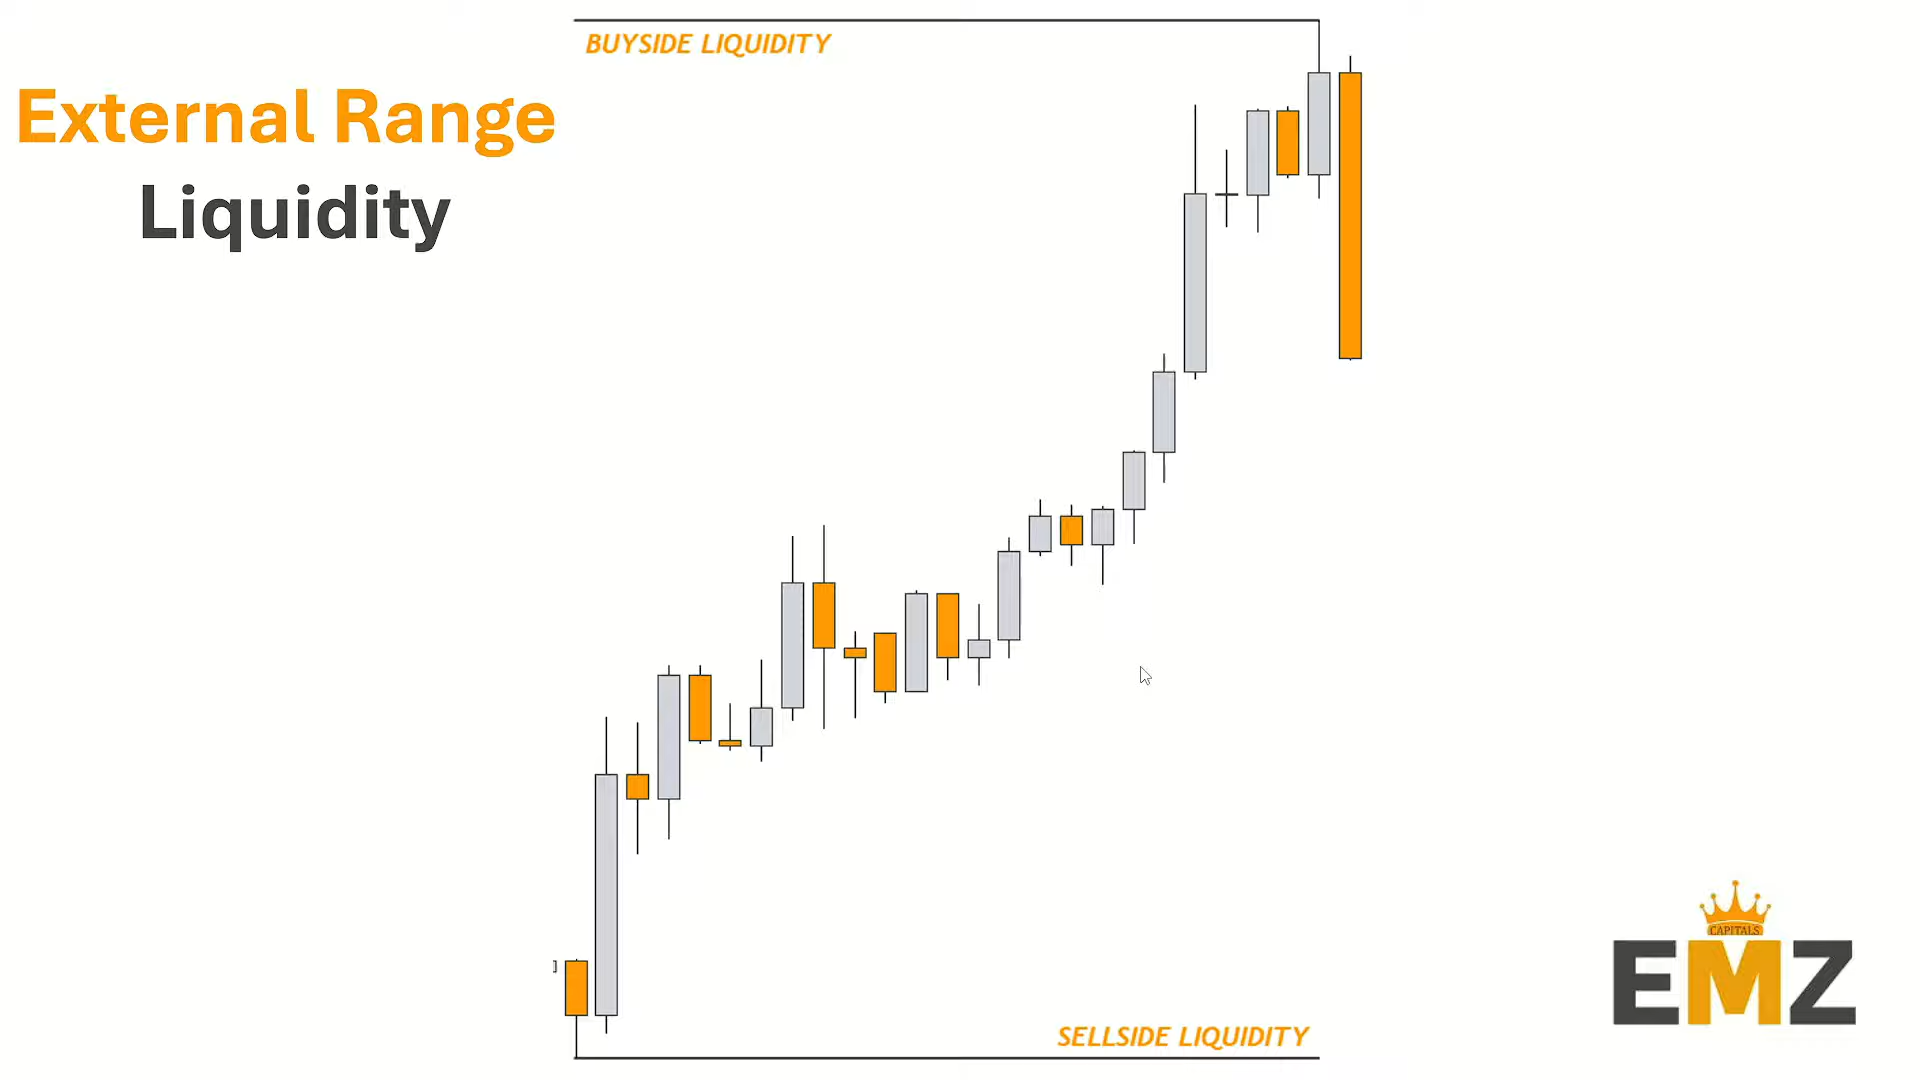 BUYSIDE LIQUIDITY
External Range
Liquidity
SELLSIDE LIQUIDITY
CAPITALS
EMZ